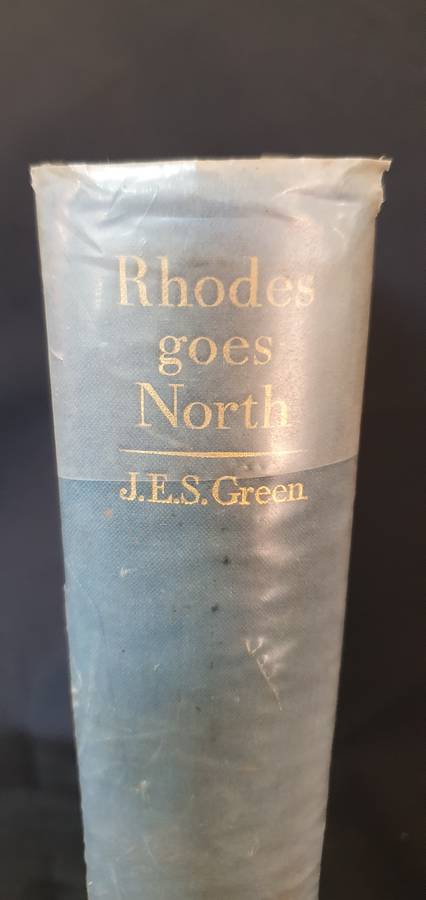 Rhodes
goes
North
J.E.S. Green